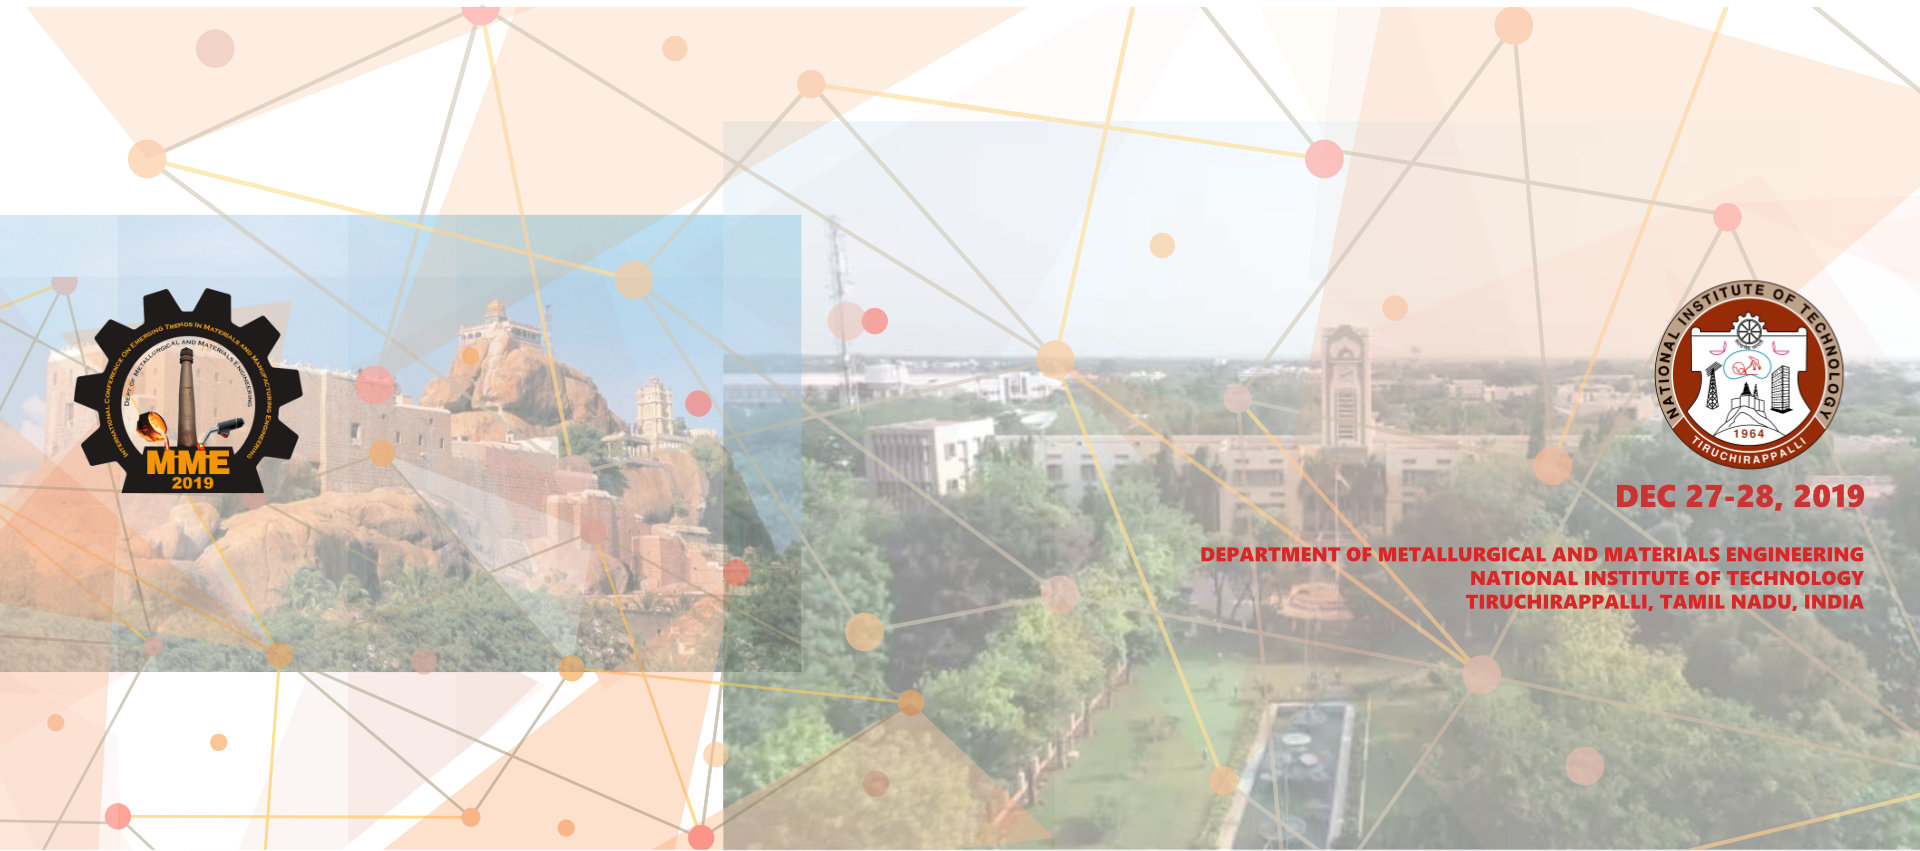 INTERNATIONAL CONFERENCE ON EMERGING TRENDS IN MATERIALS AND MANUFACTURING ENGINEERING
DEPT OF METALLURGICAL AND MATERIALS ENGINEERING
MME
2019
NATIONAL INSTITUTE OF TECHNOLOGY
1964
TIRUCHIRAPPALLI
DEC 27-28, 2019
DEPARTMENT OF METALLURGICAL AND MATERIALS ENGINEERING
NATIONAL INSTITUTE OF TECHNOLOGY
TIRUCHIRAPPALLI, TAMIL NADU, INDIA